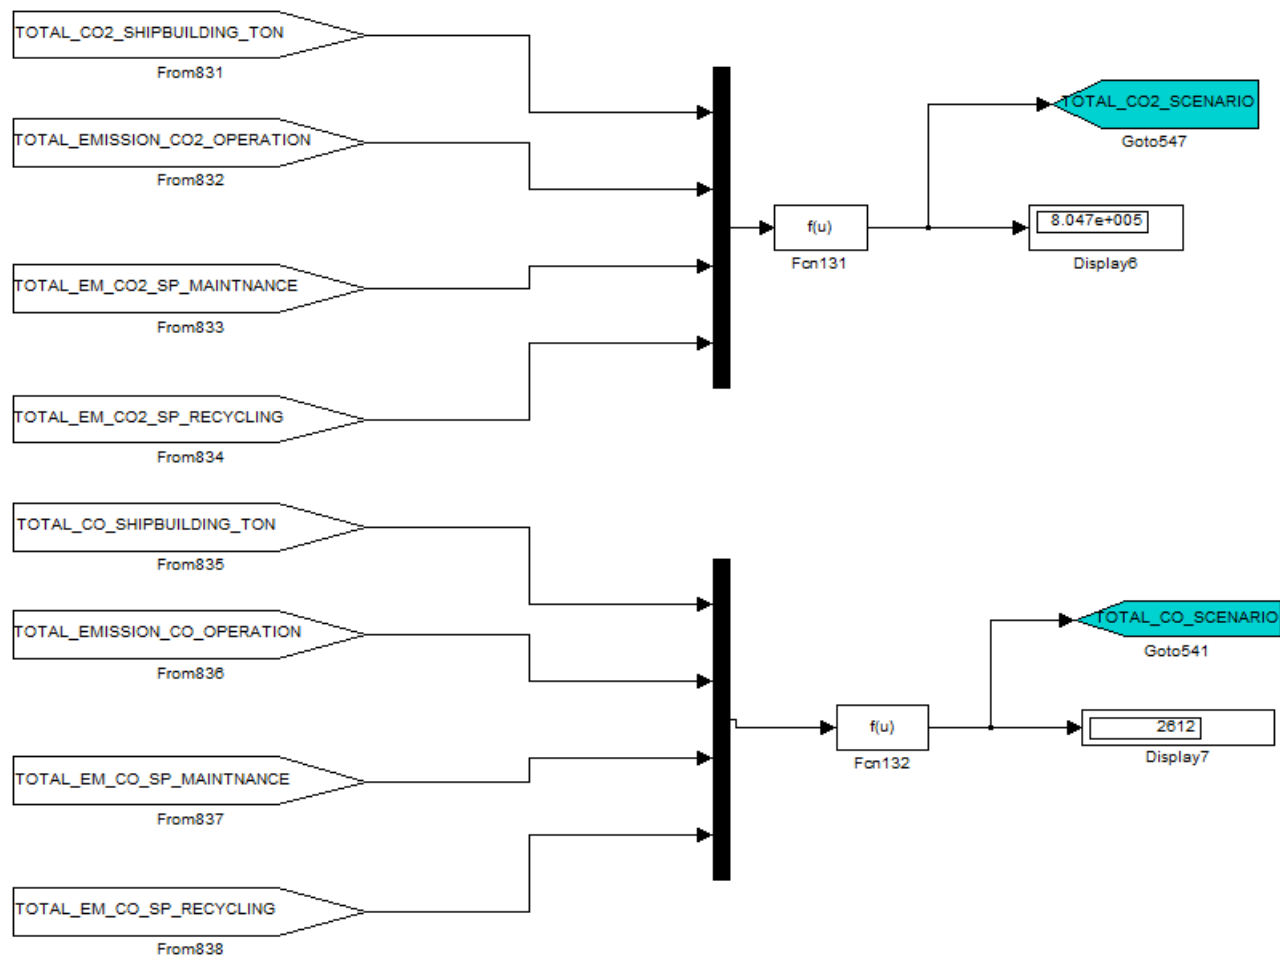 TOTAL_CO2_SHIPBUILDING_TON
From831
TOTAL_EMISSION_CO2_OPERATION
From832
TOTAL_EM_CO2_SP_MAINTNANCE
From833
TOTAL_EM_CO2_SP_RECYCLING
From834
f(u)
Fcn131
TOTAL_CO2_SCENARIO
Goto547
8.047e+005
Display6
TOTAL_CO_SHIPBUILDING_TON
From835
TOTAL_EMISSION_CO_OPERATION
From836
TOTAL_EM_CO_SP_MAINTNANCE
From837
TOTAL_EM_CO_SP_RECYCLING
From838
f(u)
Fcn132
TOTAL_CO_SCENARIO
Goto541
2612
Display7